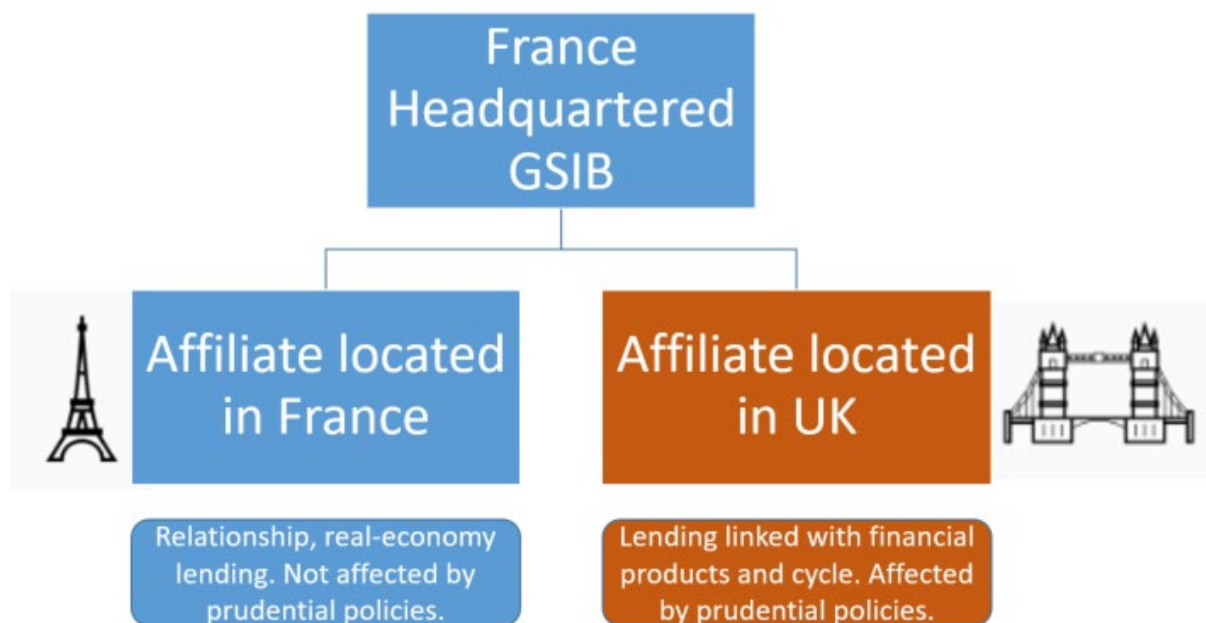 France
Headquartered
GSIB
Affiliate located
in France
Affiliate located
in UK
Relationship, real-economy
lending. Not affected by
prudential policies.
Lending linked with financial
products and cycle. Affected
by prudential policies.